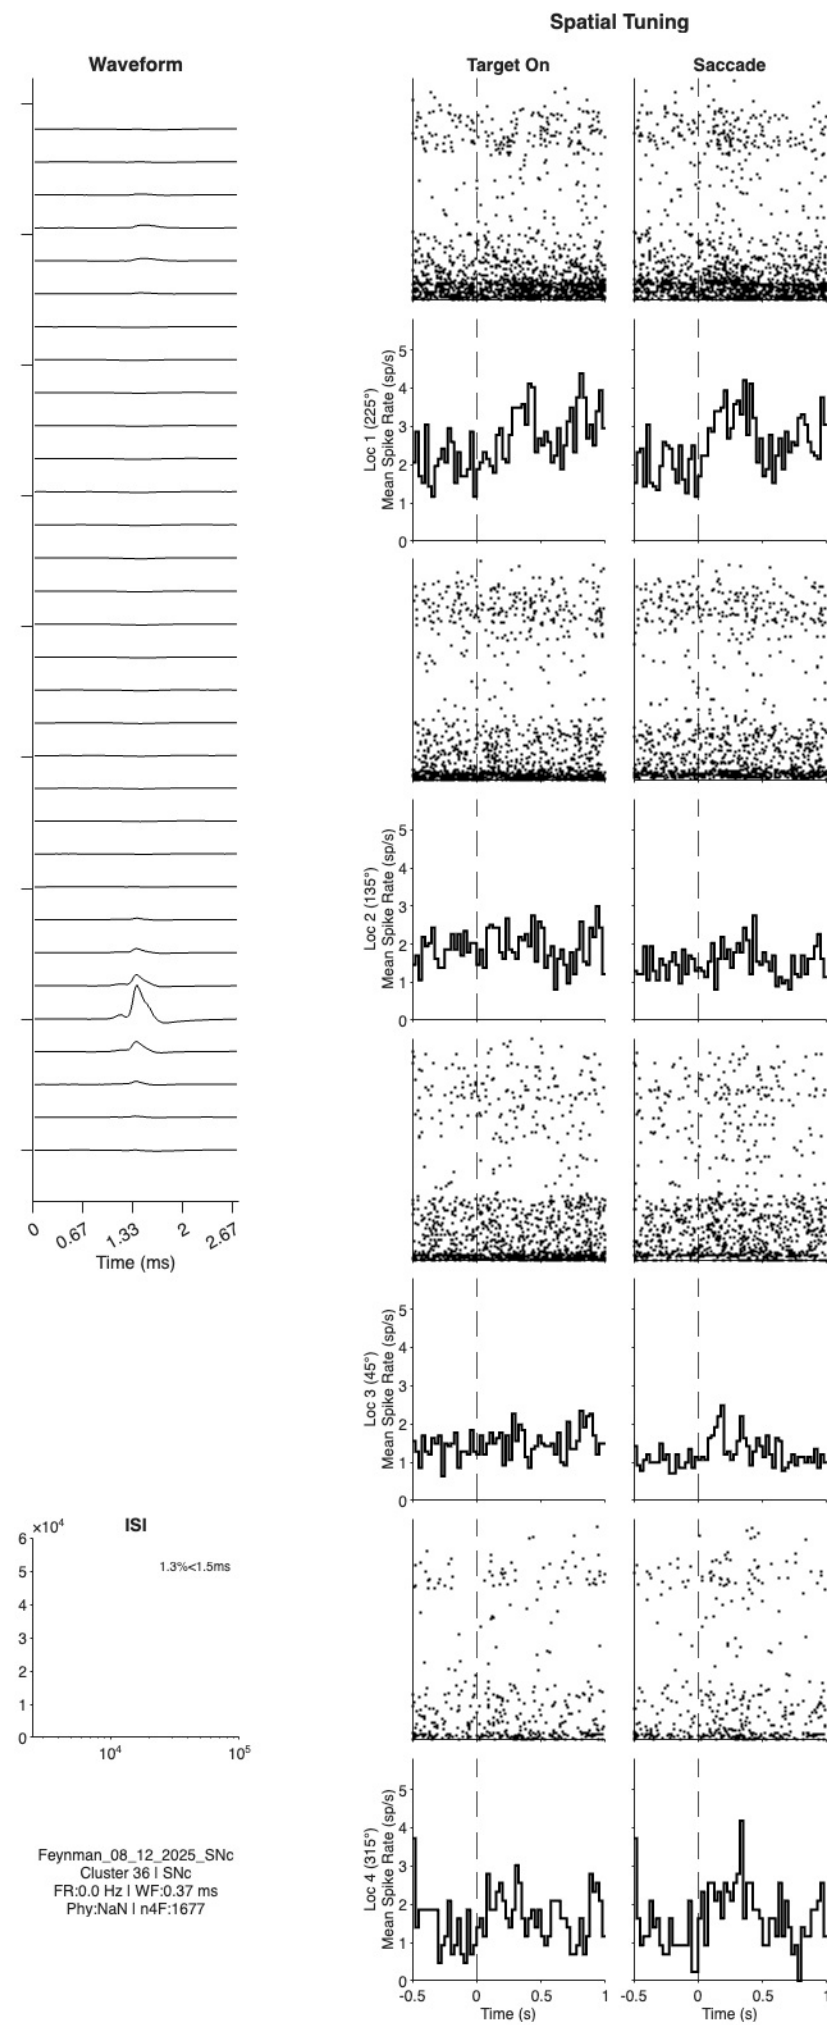 Spatial Tuning
Waveform
Target On
Saccade
5
4
3
2
1
0
Loc 1 (225°)
Mean Spike Rate (sp/s)
5
4
3
2
1
0
Loc 2 (135°)
Mean Spike Rate (sp/s)
0
0.67
1.33
2
2.67
Time (ms)
5
4
3
2
1
0
Loc 3 (45°)
Mean Spike Rate (sp/s)
×10⁴
ISI
1.3%<1.5ms
6
5
4
3
2
1
0
10⁴
10⁵
Feynman_08_12_2025_SNc
Cluster 36 | SNc
FR:0.0 Hz | WF:0.37 ms
Phy:NaN | n4F:1677
5
4
3
2
1
0
Loc 4 (315°)
Mean Spike Rate (sp/s)
-0.5 0 0.5 1
Time (s)
-0.5 0 0.5 1
Time (s)